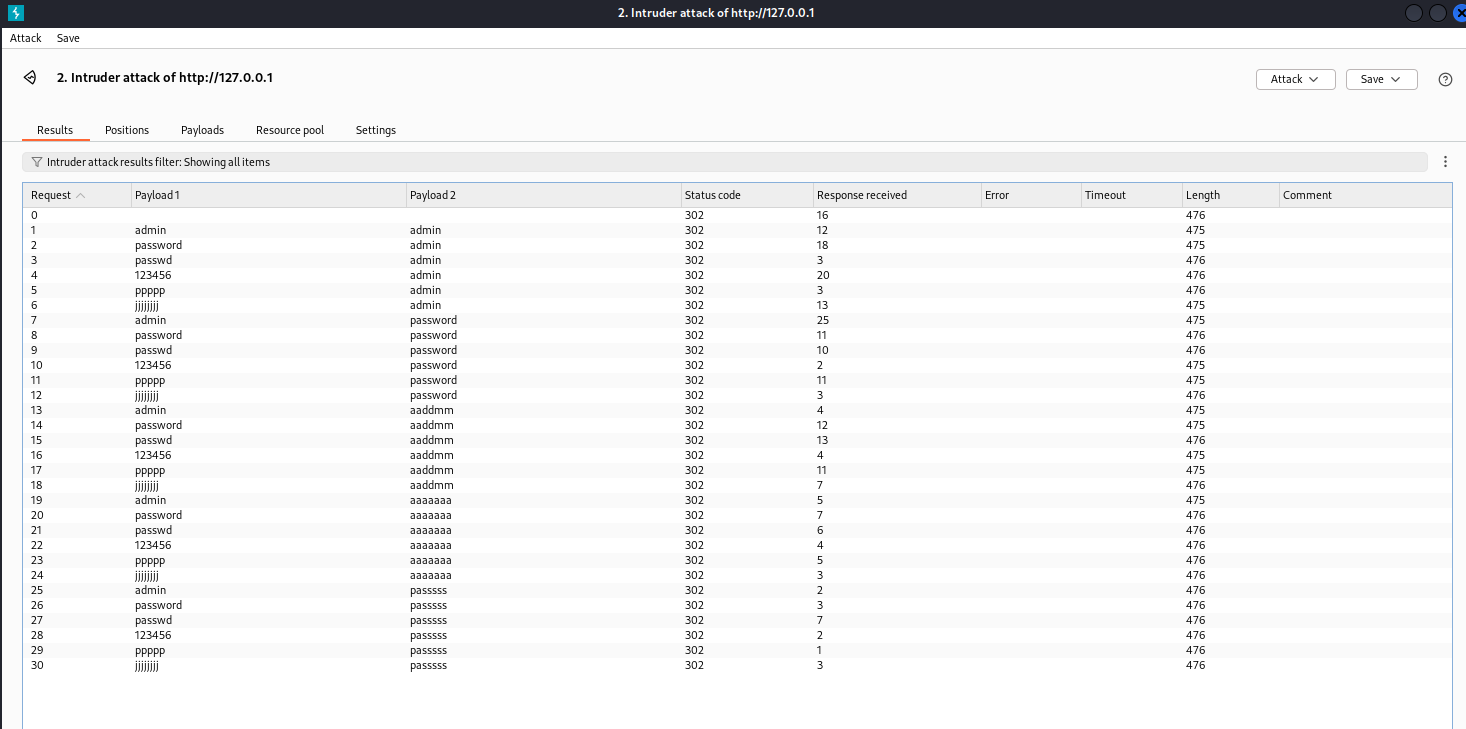 2. Intruder attack of http://127.0.0.1
Attack Save
2. Intruder attack of http://127.0.0.1
Attack Save
Results Positions Payloads Resource pool Settings
Intruder attack results filter: Showing all items
Request Payload 1 Payload 2 Status code Response received Error Timeout Length Comment
0 302 16 476
1 admin admin 302 12 475
2 password admin 302 18 475
3 passwd admin 302 3 476
4 123456 admin 302 20 476
5 ppppp admin 302 3 476
6 jjjjjjjj admin 302 13 475
7 admin password 302 25 475
8 password password 302 11 476
9 passwd password 302 10 476
10 123456 password 302 2 475
11 ppppp password 302 11 475
12 jjjjjjjj password 302 3 476
13 admin aaddmm 302 4 475
14 password aaddmm 302 12 475
15 passwd aaddmm 302 13 476
16 123456 aaddmm 302 4 475
17 ppppp aaddmm 302 11 475
18 jjjjjjjj aaddmm 302 7 476
19 admin aaaaaaa 302 5 475
20 password aaaaaaa 302 7 476
21 passwd aaaaaaa 302 6 476
22 123456 aaaaaaa 302 4 476
23 ppppp aaaaaaa 302 5 476
24 jjjjjjjj aaaaaaa 302 3 476
25 admin passsss 302 2 476
26 password passsss 302 3 476
27 passwd passsss 302 7 476
28 123456 passsss 302 2 476
29 ppppp passsss 302 1 476
30 jjjjjjjj passsss 302 3 476